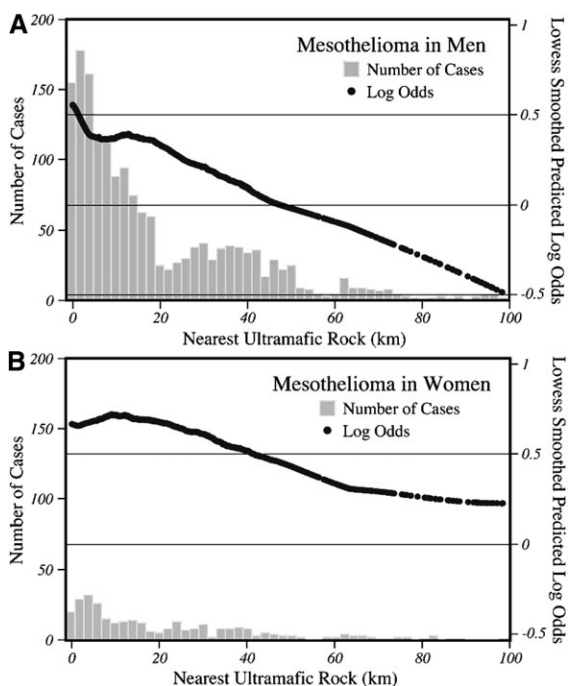 A
Mesothelioma in Men
Number of Cases
Log Odds
200
150
100
50
0
Number of Cases
1
0.5
0
-0.5
Lowess Smoothed Predicted Log Odds
0 20 40 60 80 100
Nearest Ultramafic Rock (km)
B
Mesothelioma in Women
Number of Cases
Log Odds
200
150
100
50
0
Number of Cases
1
0.5
0
-0.5
Lowess Smoothed Predicted Log Odds
0 20 40 60 80 100
Nearest Ultramafic Rock (km)